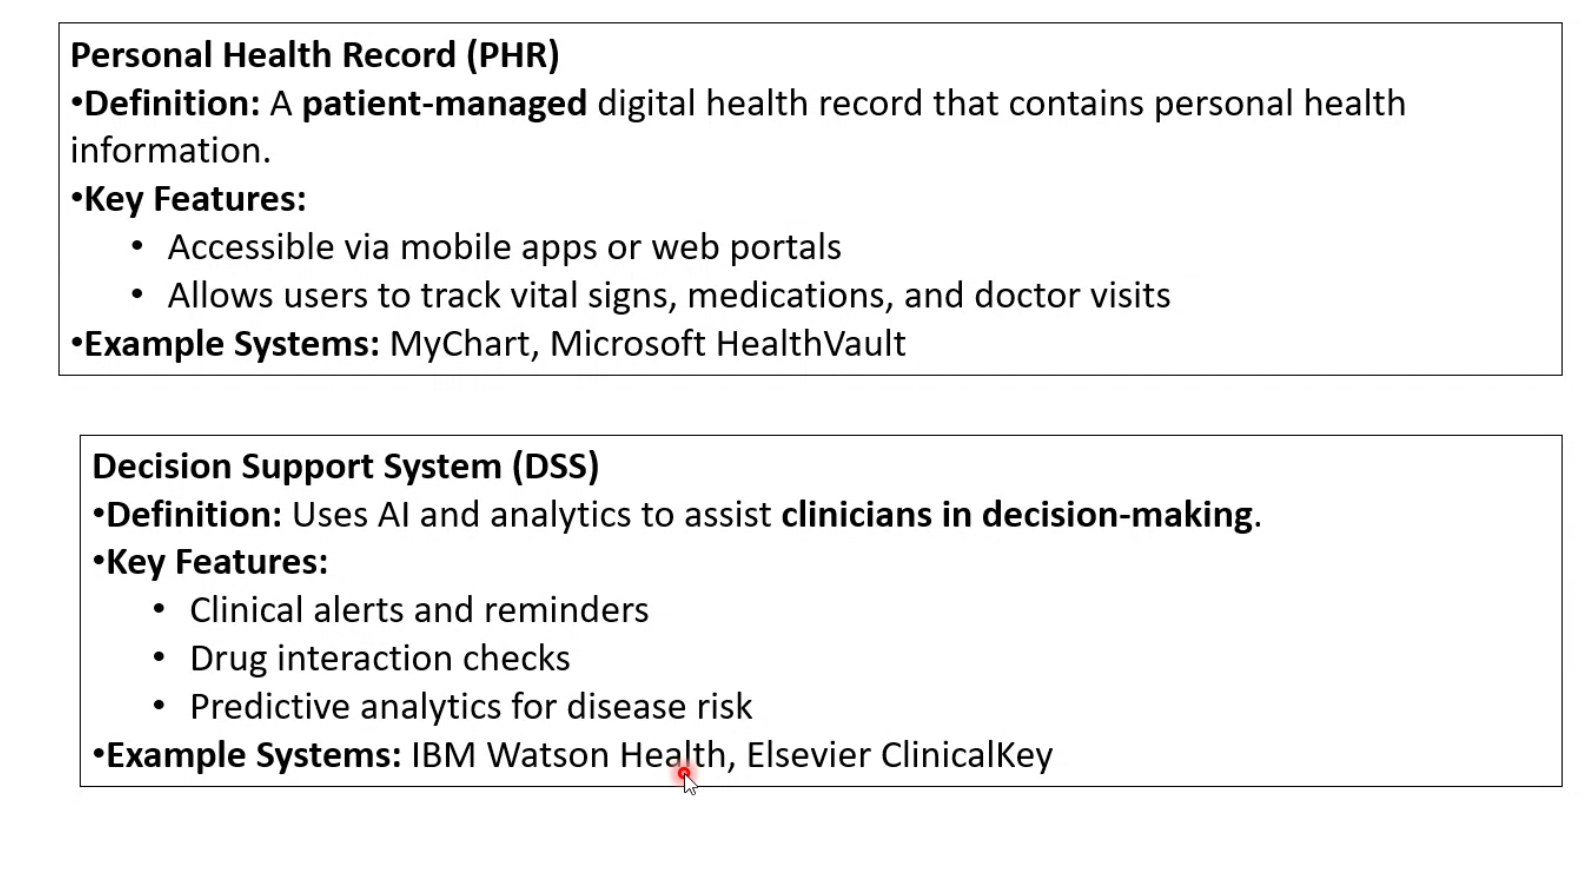 Personal Health Record (PHR)
•Definition: A patient-managed digital health record that contains personal health
information.
•Key Features:
• Accessible via mobile apps or web portals
• Allows users to track vital signs, medications, and doctor visits
•Example Systems: MyChart, Microsoft HealthVault
Decision Support System (DSS)
•Definition: Uses AI and analytics to assist clinicians in decision-making.
•Key Features:
• Clinical alerts and reminders
• Drug interaction checks
• Predictive analytics for disease risk
•Example Systems: IBM Watson Health, Elsevier ClinicalKey